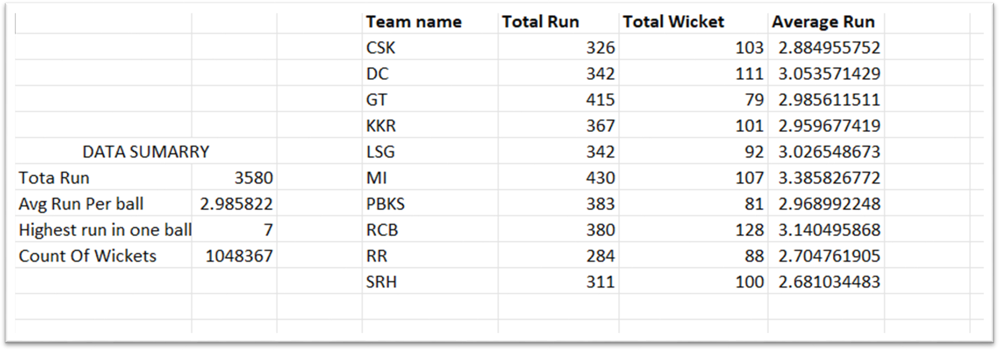 Team name Total Run Total Wicket Average Run
CSK 326 103 2.884955752
DC 342 111 3.053571429
GT 415 79 2.985611511
KKR 367 101 2.959677419
DATA SUMARRY LSG 342 92 3.026548673
Tota Run 3580 MI 430 107 3.385826772
Avg Run Per ball 2.985822 PBKS 383 81 2.968992248
Highest run in one ball 7 RCB 380 128 3.140495868
Count Of Wickets 1048367 RR 284 88 2.704761905
SRH 311 100 2.681034483